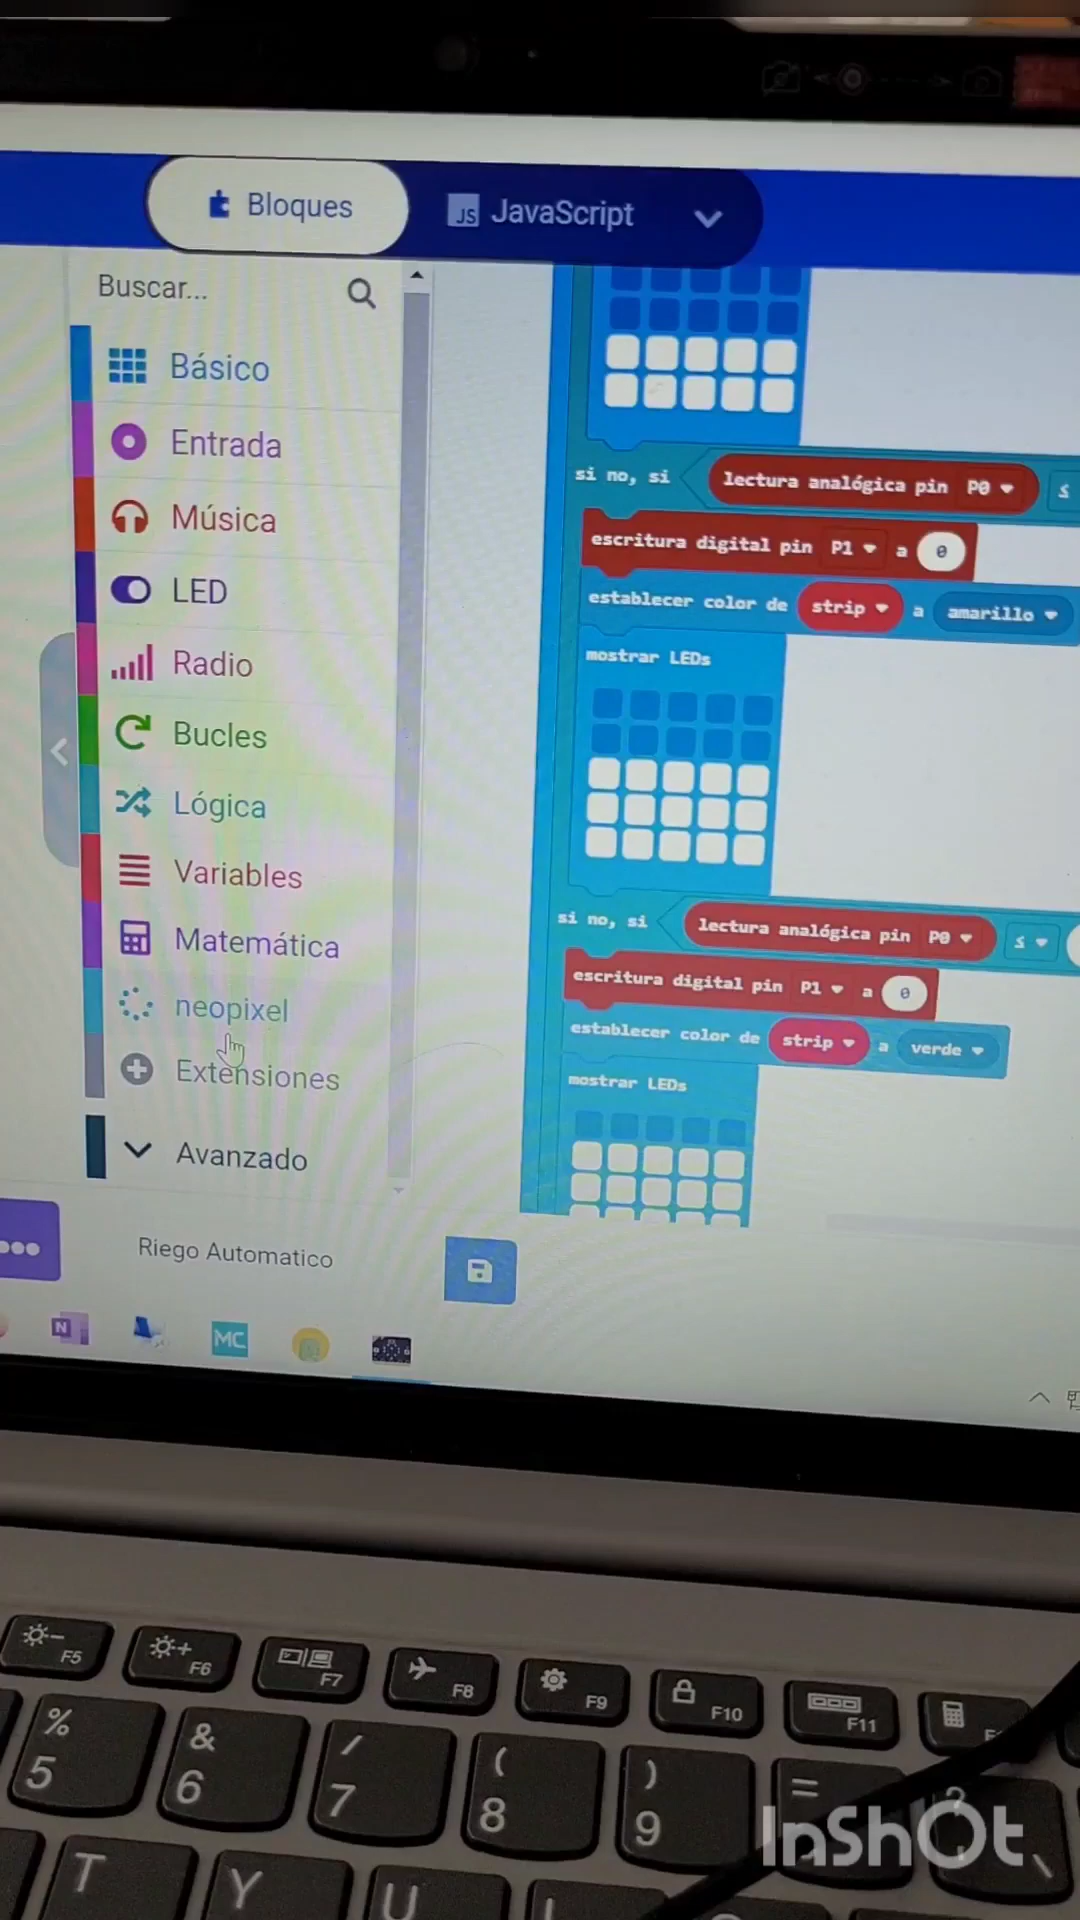 Bloques
JavaScript
Buscar...
Básico
Entrada
Música
LED
Radio
Bucles
Lógica
Variables
Matemática
neopixel
Extensiones
Avanzado
si no, si lectura analógica pin P0 ≤
escritura digital pin P1 a 0
establecer color de strip a amarillo
mostrar LEDs
si no, si lectura analógica pin P0 ≤
escritura digital pin P1 a 0
establecer color de strip a verde
mostrar LEDs
Riego Automatico
N
MC
F5 F6 F7 F8 F9 F10 F11
% & / ( ) =
5 6 7 8 9
T Y U
InShOt